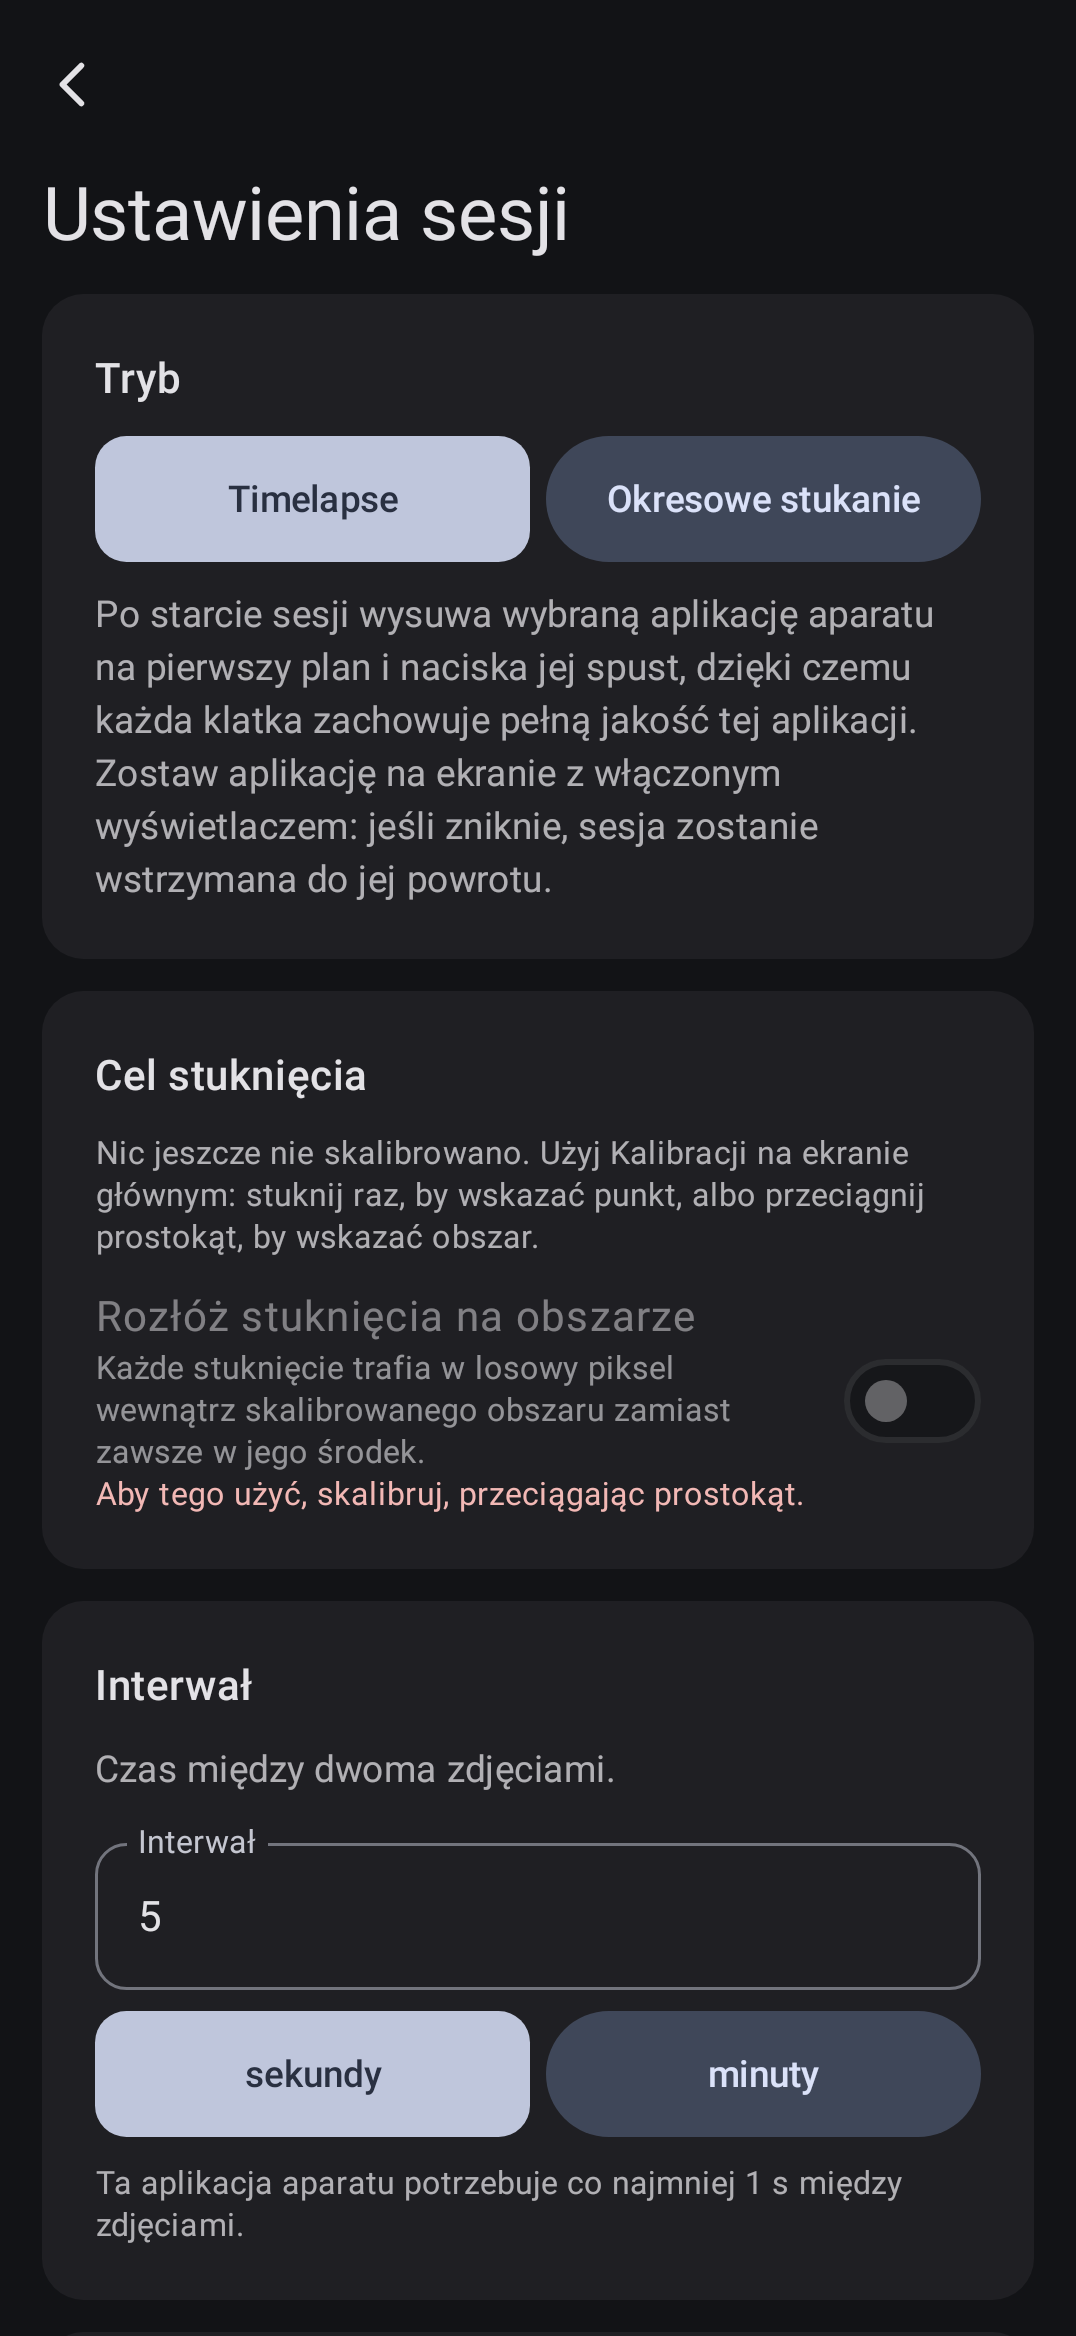 Ustawienia sesji
Tryb
Timelapse
Okresowe stukanie
Po starcie sesji wysuwa wybraną aplikację aparatu
na pierwszy plan i naciska jej spust, dzięki czemu
każda klatka zachowuje pełną jakość tej aplikacji.
Zostaw aplikację na ekranie z włączonym
wyświetlaczem: jeśli zniknie, sesja zostanie
wstrzymana do jej powrotu.
Cel stuknięcia
Nic jeszcze nie skalibrowano. Użyj Kalibracji na ekranie
głównym: stuknij raz, by wskazać punkt, albo przeciągnij
prostokąt, by wskazać obszar.
Rozłóż stuknięcia na obszarze
Każde stuknięcie trafia w losowy piksel
wewnątrz skalibrowanego obszaru zamiast
zawsze w jego środek.
Aby tego użyć, skalibruj, przeciągając prostokąt.
Interwał
Czas między dwoma zdjęciami.
Interwał
5
sekundy
minuty
Ta aplikacja aparatu potrzebuje co najmniej 1 s między
zdjęciami.